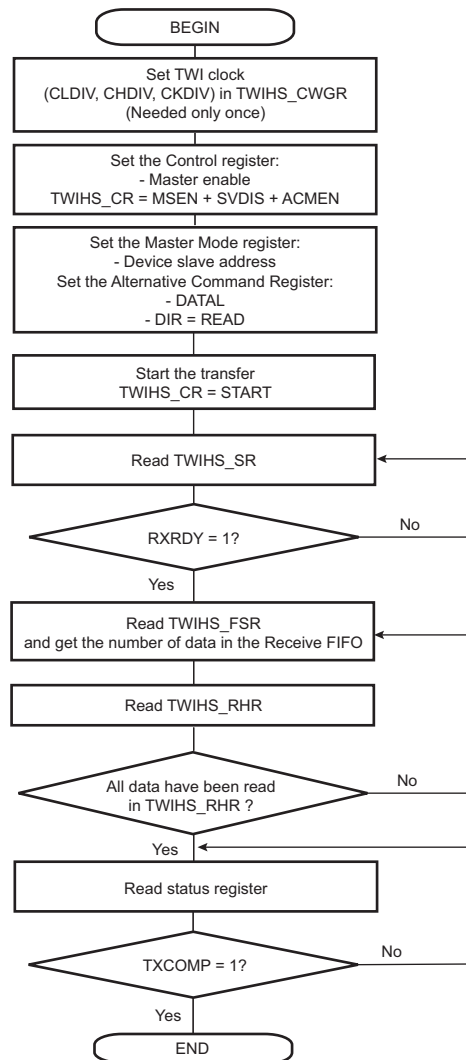 BEGIN
Set TWI clock
(CLDIV, CHDIV, CKDIV) in TWIHS_CWGR
(Needed only once)
Set the Control register:
- Master enable
TWIHS_CR = MSEN + SVDIS + ACMEN
Set the Master Mode register:
- Device slave address
Set the Alternative Command Register:
- DATAL
- DIR = READ
Start the transfer
TWIHS_CR = START
Read TWIHS_SR
RXRDY = 1?
No
Yes
Read TWIHS_FSR
and get the number of data in the Receive FIFO
Read TWIHS_RHR
All data have been read
in TWIHS_RHR ?
No
Yes
Read status register
TXCOMP = 1?
No
Yes
END